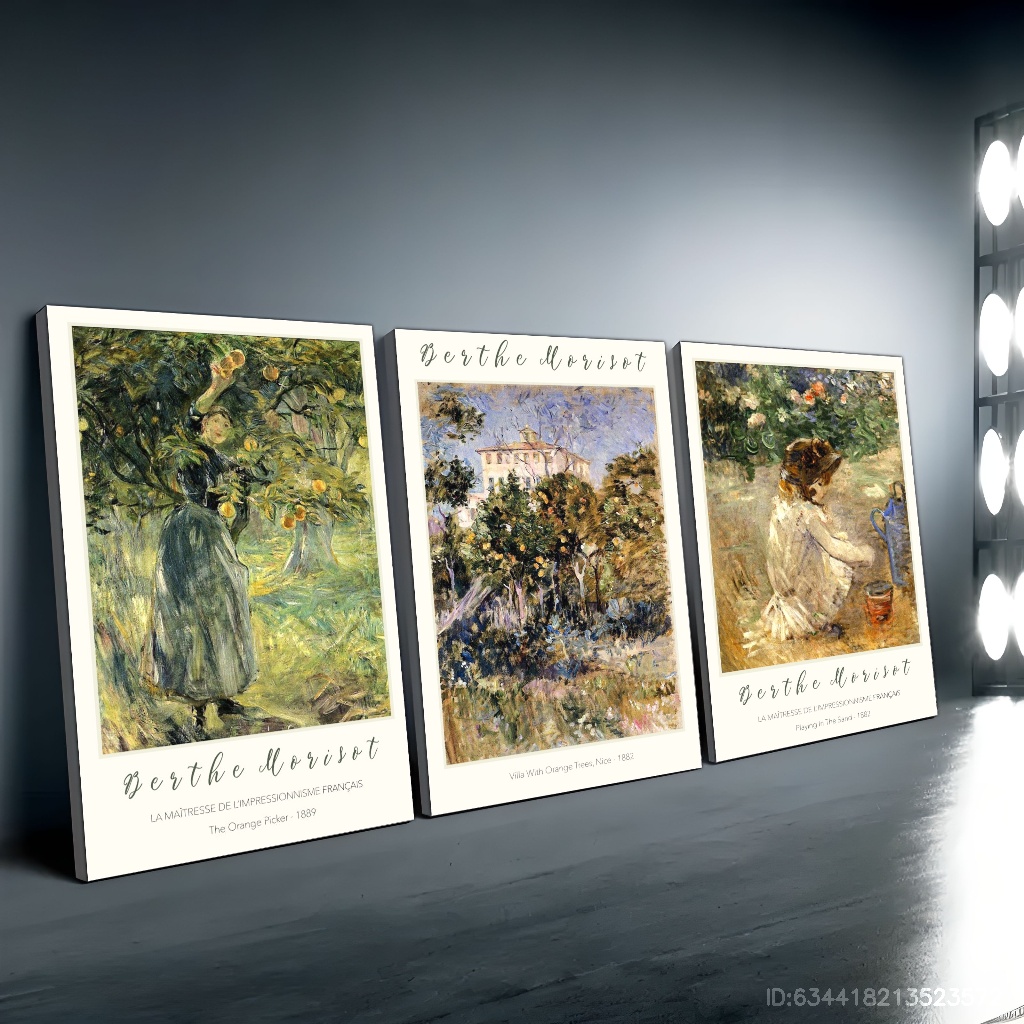 Berthe Morisot
LA MAÎTRESSE DE L'IMPRESSIONNISME FRANÇAIS
The Orange Picker - 1889
Berthe Morisot
Villa With Orange Trees, Nice - 1882
Berthe Morisot
LA MAÎTRESSE DE L'IMPRESSIONNISME FRANÇAIS
Playing In The Sand - 1882